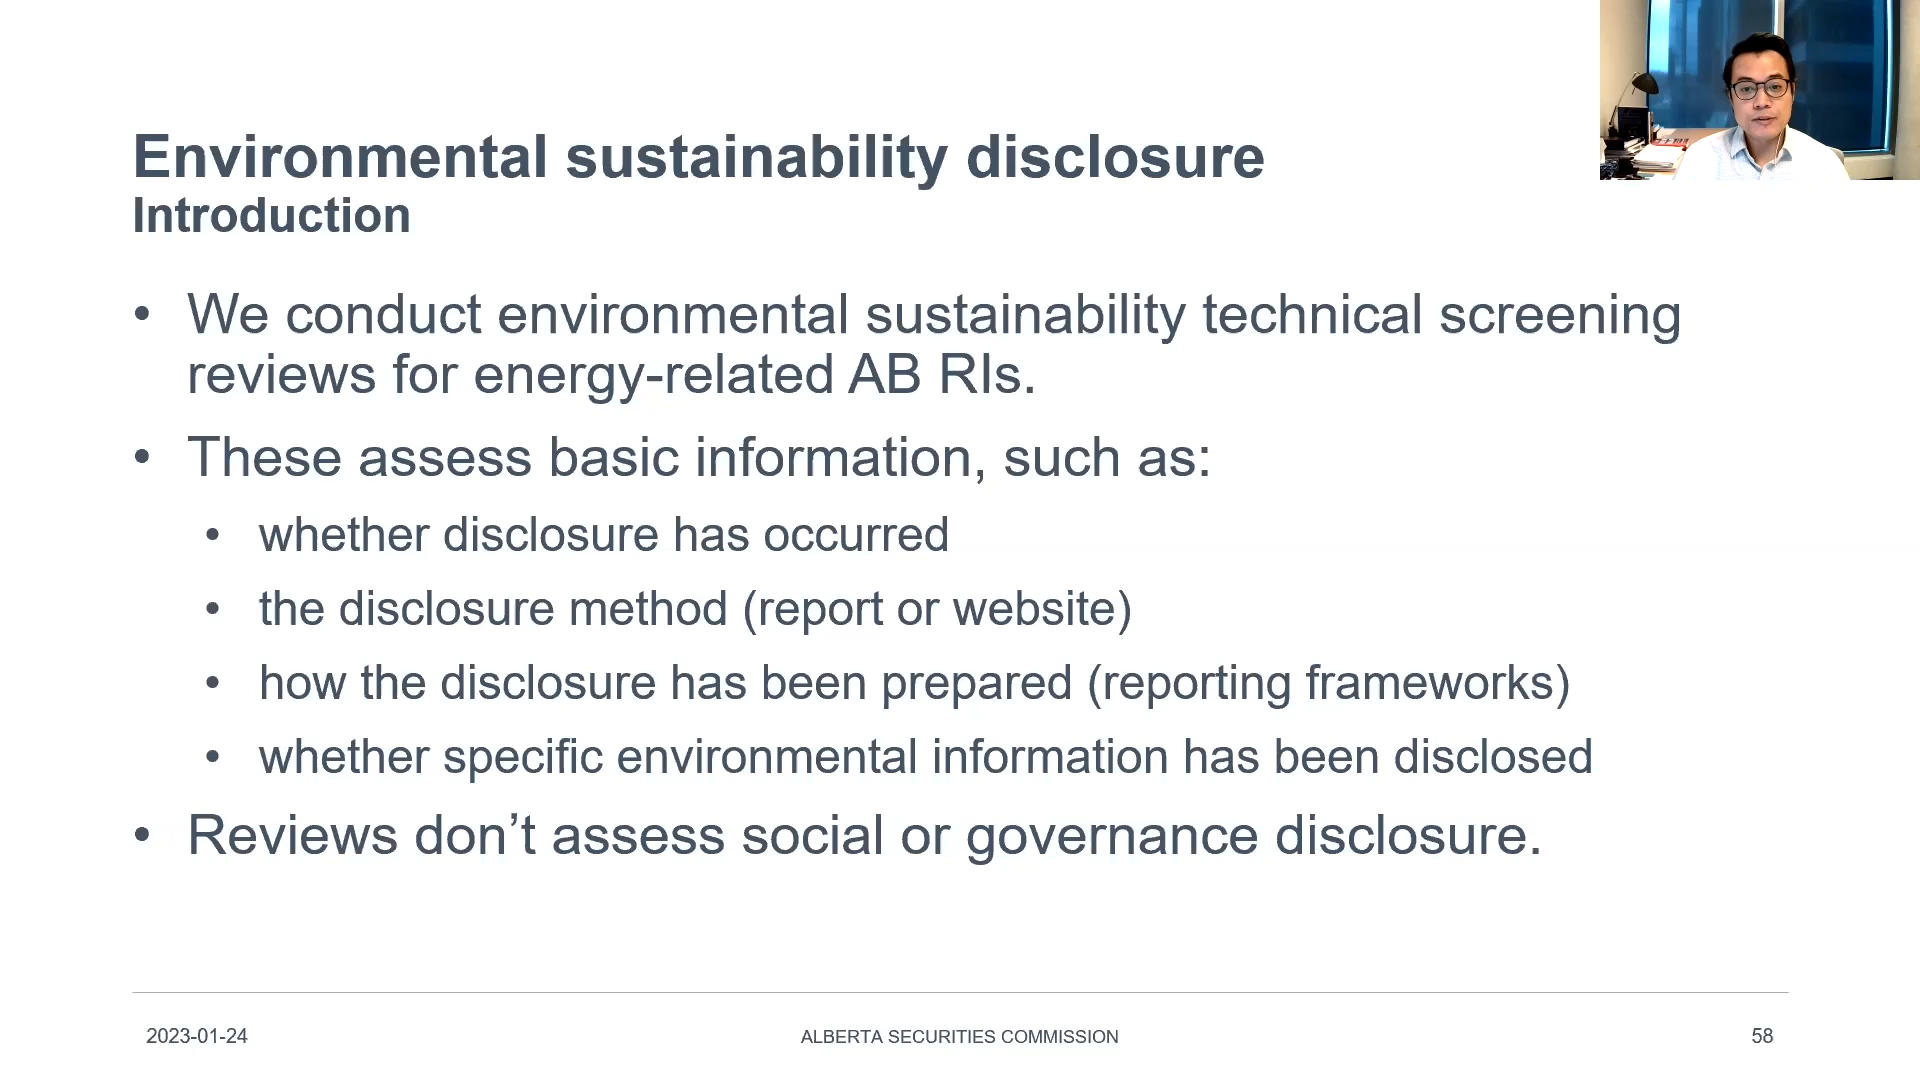 Environmental sustainability disclosure
Introduction
• We conduct environmental sustainability technical screening
reviews for energy-related AB RIs.
• These assess basic information, such as:
• whether disclosure has occurred
• the disclosure method (report or website)
• how the disclosure has been prepared (reporting frameworks)
• whether specific environmental information has been disclosed
• Reviews don’t assess social or governance disclosure.
2023-01-24
ALBERTA SECURITIES COMMISSION
58